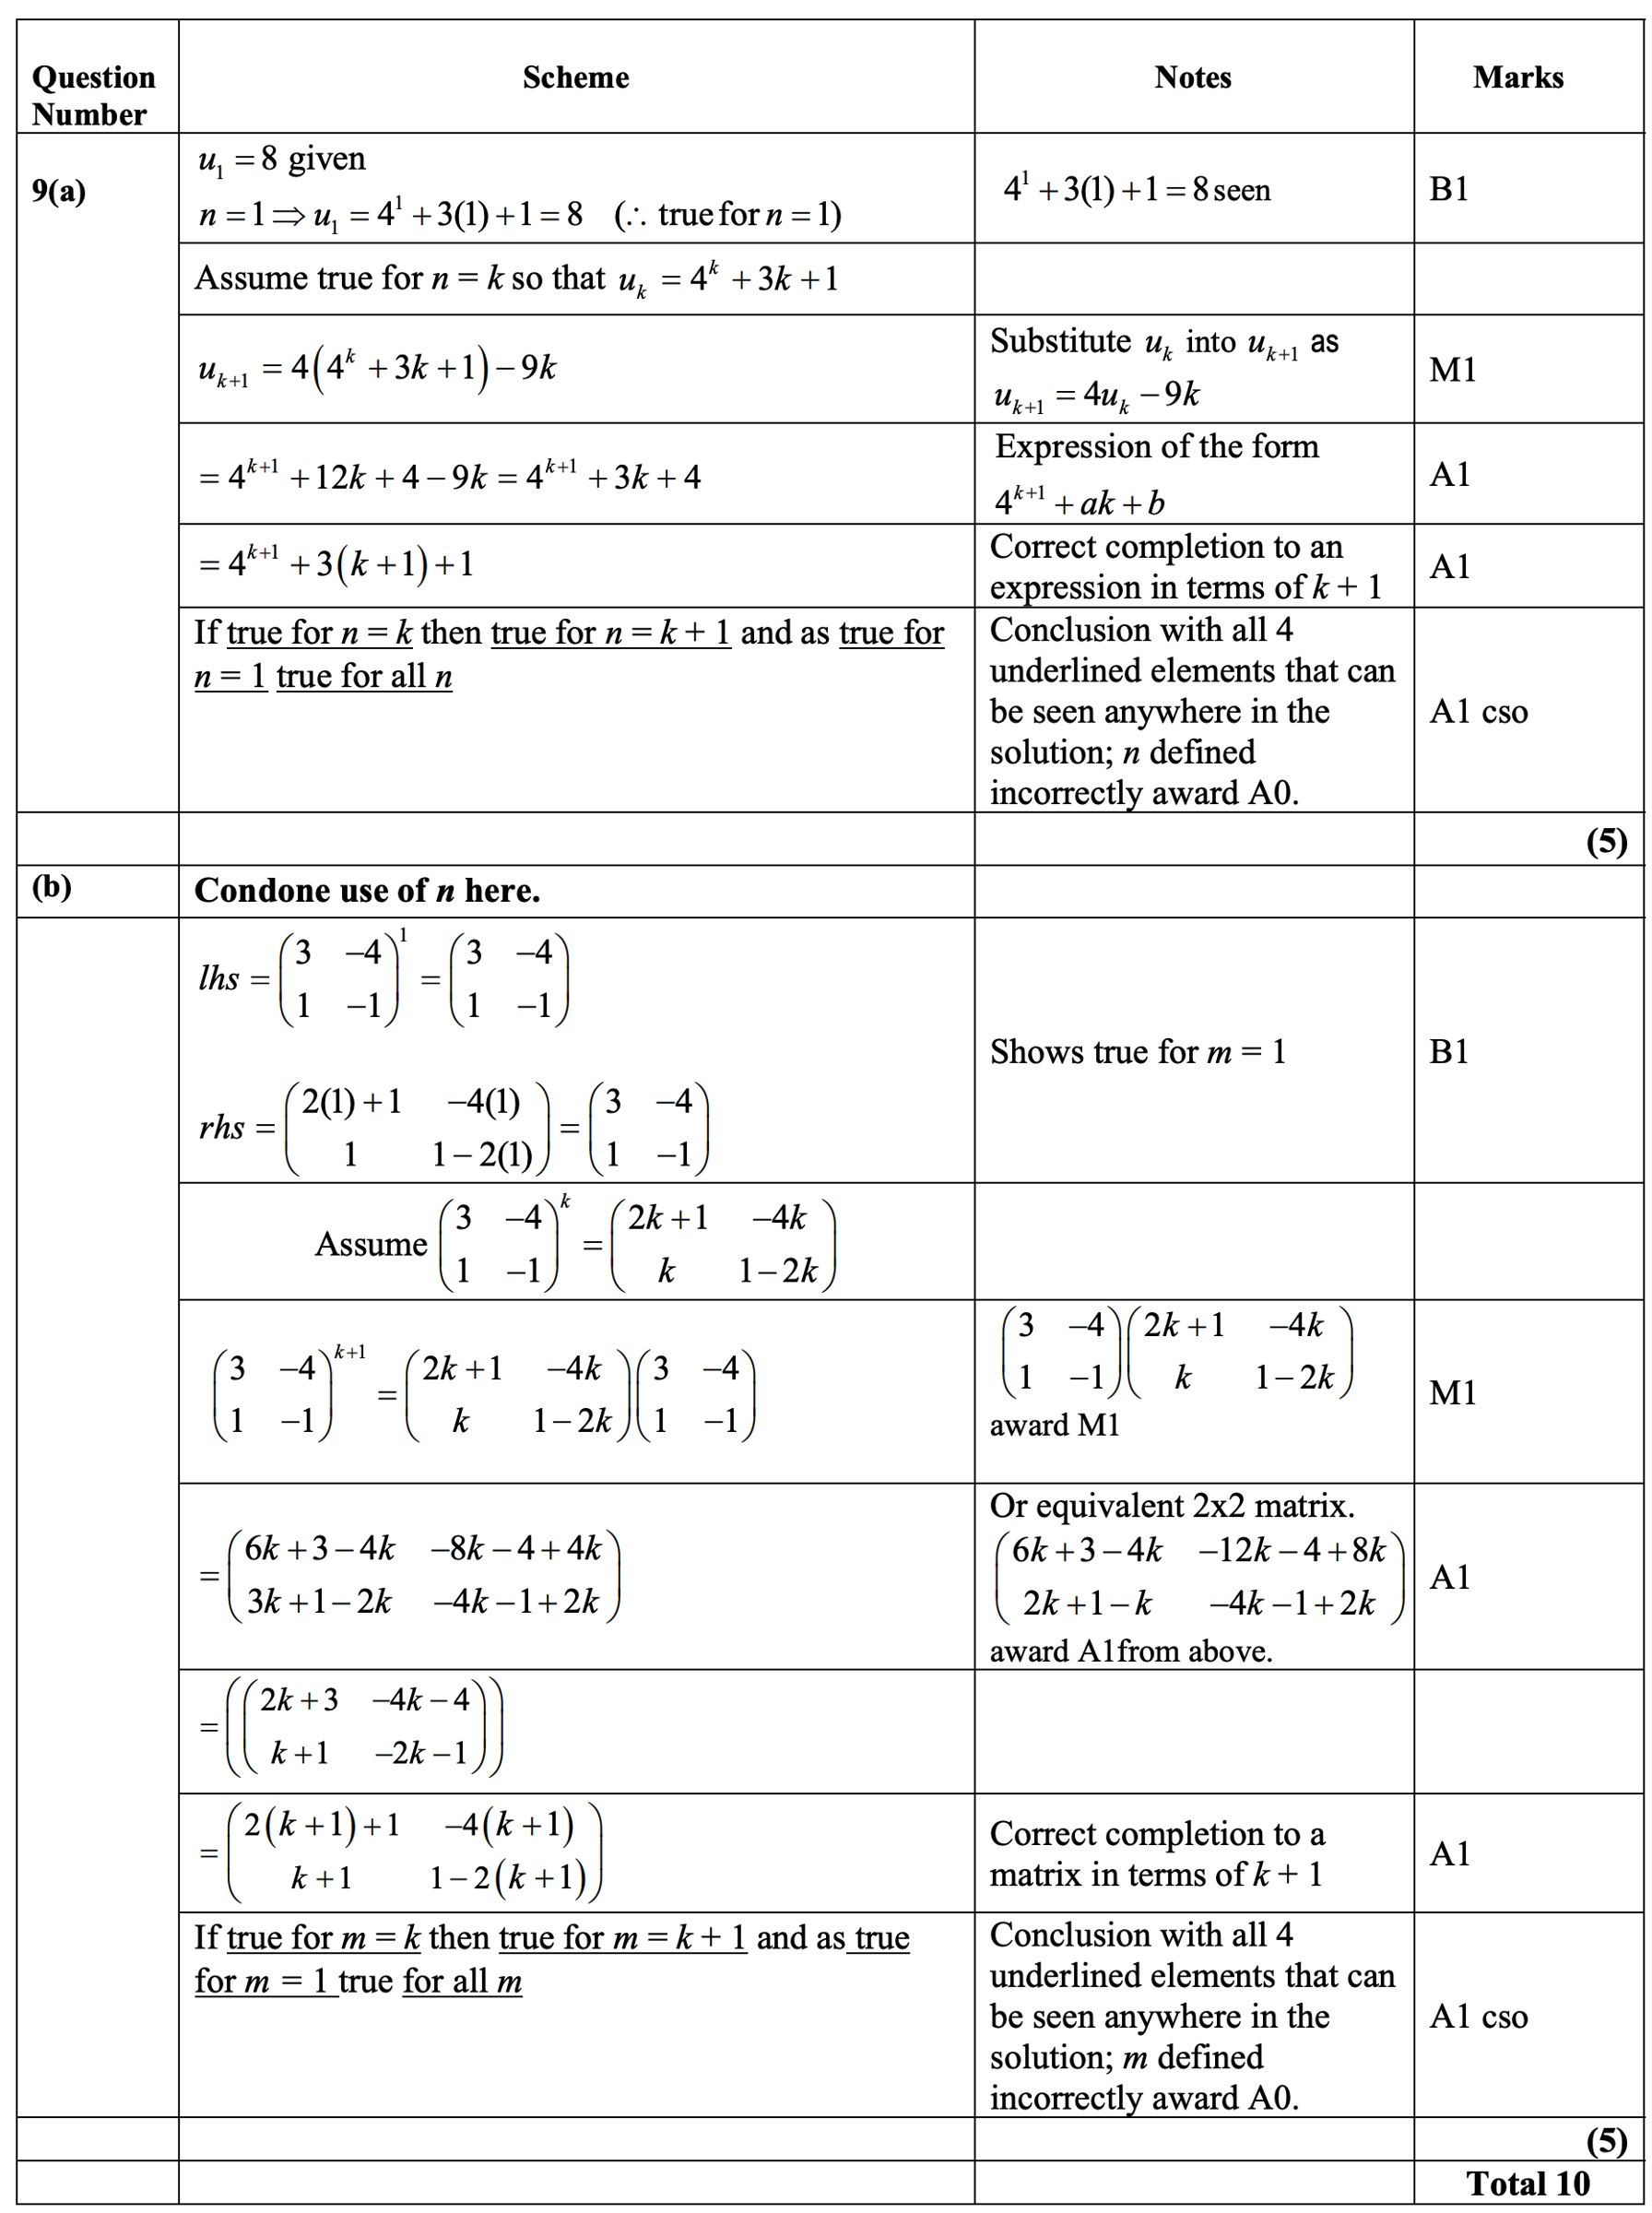 Question Number | Scheme | Notes | Marks
9(a) | u₁ = 8 given
n = 1 ⇒ u₁ = 4¹ + 3(1) + 1 = 8 (∴ true for n = 1) | 4¹ + 3(1) + 1 = 8 seen | B1
Assume true for n = k so that uₖ = 4ᵏ + 3k + 1
uₖ₊₁ = 4(4ᵏ + 3k + 1) − 9k | Substitute uₖ into uₖ₊₁ as
uₖ₊₁ = 4uₖ − 9k | M1
= 4ᵏ⁺¹ + 12k + 4 − 9k = 4ᵏ⁺¹ + 3k + 4 | Expression of the form
4ᵏ⁺¹ + ak + b | A1
= 4ᵏ⁺¹ + 3(k + 1) + 1 | Correct completion to an
expression in terms of k + 1 | A1
If true for n = k then true for n = k + 1 and as true for
n = 1 true for all n | Conclusion with all 4
underlined elements that can
be seen anywhere in the
solution; n defined
incorrectly award A0. | A1 cso
(5)
(b) | Condone use of n here.
lhs = (3 −4; 1 −1)¹ = (3 −4; 1 −1)
rhs = (2(1)+1 −4(1); 1 1−2(1)) = (3 −4; 1 −1) | Shows true for m = 1 | B1
Assume (3 −4; 1 −1)ᵏ = (2k+1 −4k; k 1−2k)
(3 −4; 1 −1)ᵏ⁺¹ = (2k+1 −4k; k 1−2k)(3 −4; 1 −1) | (3 −4; 1 −1)(2k+1 −4k; k 1−2k)
award M1 | M1
= (6k+3−4k −8k−4+4k; 3k+1−2k −4k−1+2k) | Or equivalent 2x2 matrix.
(6k+3−4k −12k−4+8k; 2k+1−k −4k−1+2k)
award A1from above. | A1
= ((2k+3 −4k−4; k+1 −2k−1))
= (2(k+1)+1 −4(k+1); k+1 1−2(k+1)) | Correct completion to a
matrix in terms of k + 1 | A1
If true for m = k then true for m = k + 1 and as true
for m = 1 true for all m | Conclusion with all 4
underlined elements that can
be seen anywhere in the
solution; m defined
incorrectly award A0. | A1 cso
(5)
Total 10